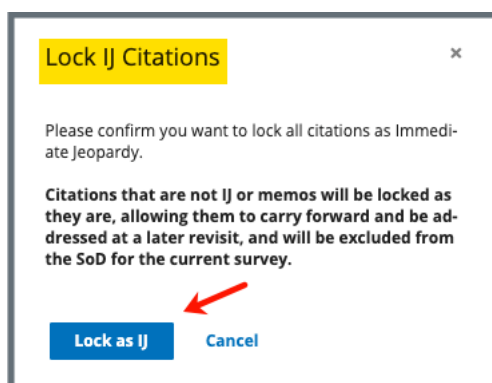 Lock IJ Citations
×
Please confirm you want to lock all citations as Immedi-
ate Jeopardy.
Citations that are not IJ or memos will be locked as
they are, allowing them to carry forward and be ad-
dressed at a later revisit, and will be excluded from
the SoD for the current survey.
Lock as IJ Cancel